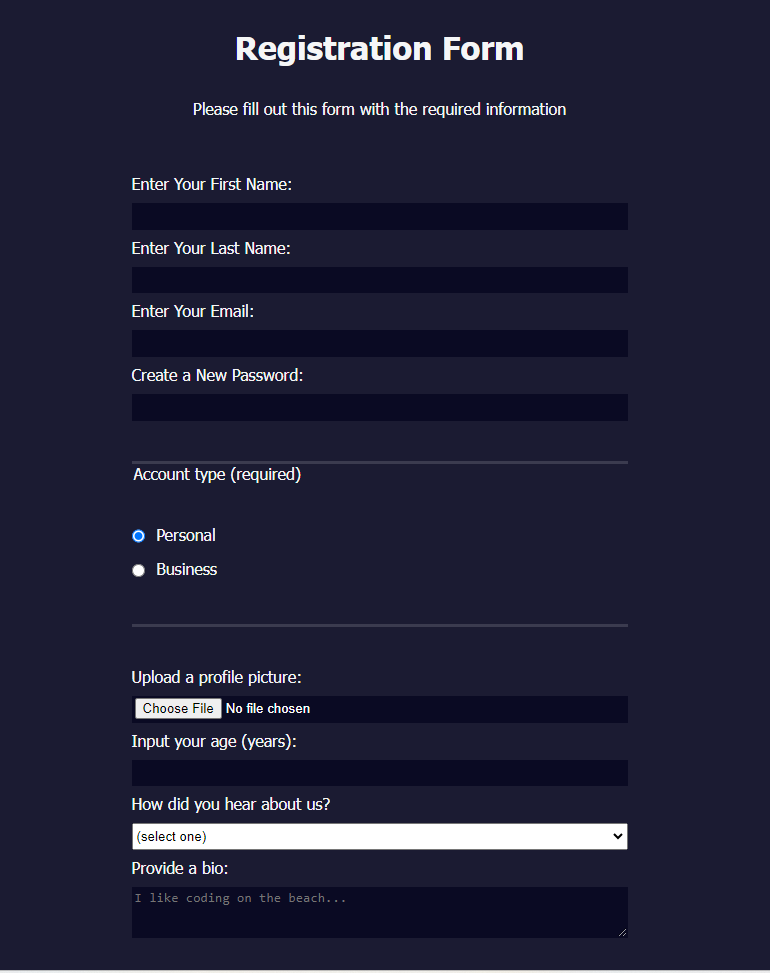 Registration Form
Please fill out this form with the required information
Enter Your First Name:
Enter Your Last Name:
Enter Your Email:
Create a New Password:
Account type (required)
Personal
Business
Upload a profile picture:
Choose File No file chosen
Input your age (years):
How did you hear about us?
(select one)
Provide a bio:
I like coding on the beach...